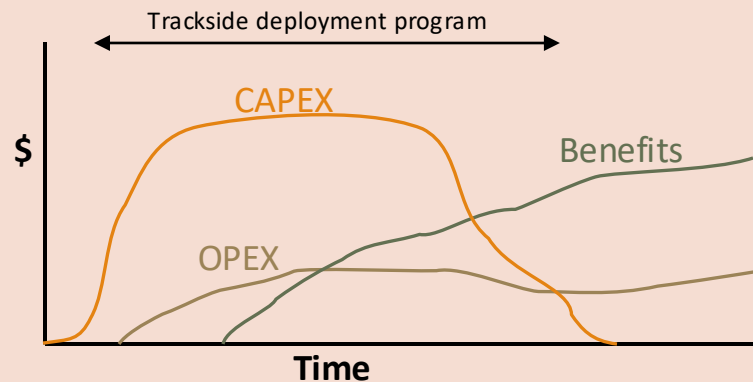 Trackside deployment program
CAPEX
$
Benefits
OPEX
Time